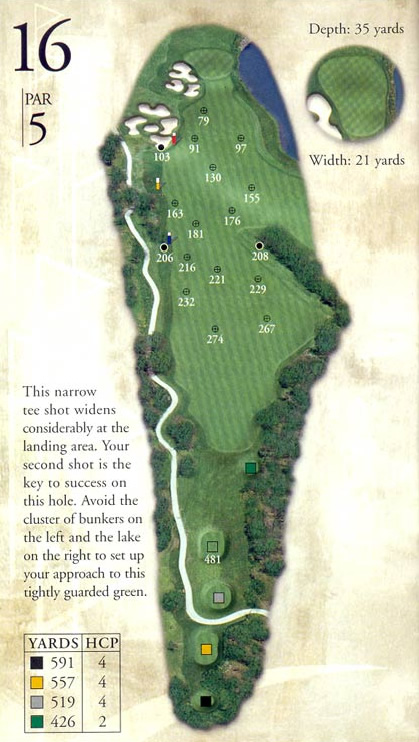 16
PAR
5
Depth: 35 yards
Width: 21 yards
79
91
97
103
130
155
163
176
181
206
208
216
221
229
232
267
274
This narrow
tee shot widens
considerably at the
landing area. Your
second shot is the
key to success on
this hole. Avoid the
cluster of bunkers on
the left and the lake
on the right to set up
your approach to this
tightly guarded green.
481
YARDS HCP
591 4
557 4
519 4
426 2